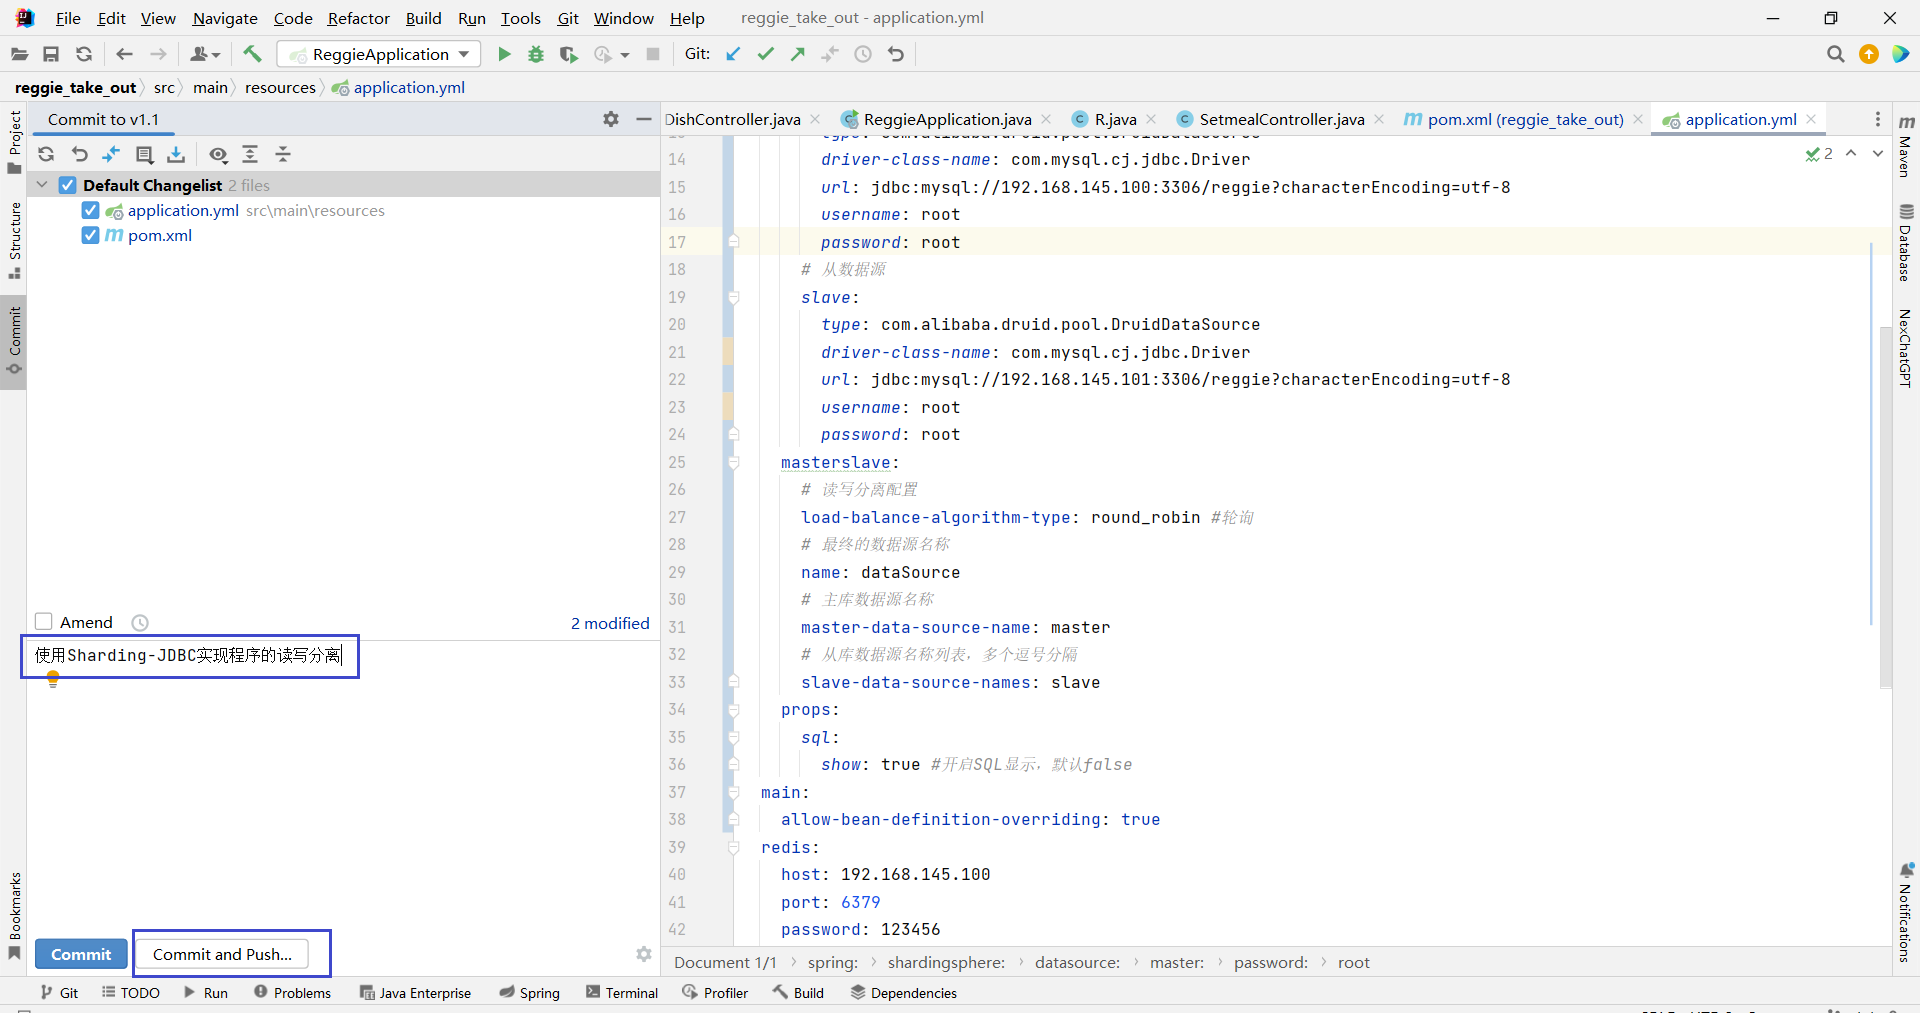 File Edit View Navigate Code Refactor Build Run Tools Git Window Help reggie_take_out - application.yml
ReggieApplication Git:
reggie_take_out src main resources application.yml
Commit to v1.1
DishController.java ReggieApplication.java R.java SetmealController.java pom.xml (reggie_take_out) application.yml
Project
Structure
Commit
Bookmarks
Default Changelist 2 files
application.yml src\main\resources
pom.xml
Amend 2 modified
使用Sharding-JDBC实现程序的读写分离
Commit Commit and Push...
2
type: com.alibaba.druid.pool.DruidDataSource
14 driver-class-name: com.mysql.cj.jdbc.Driver
15 url: jdbc:mysql://192.168.145.100:3306/reggie?characterEncoding=utf-8
16 username: root
17 password: root
18 # 从数据源
19 slave:
20 type: com.alibaba.druid.pool.DruidDataSource
21 driver-class-name: com.mysql.cj.jdbc.Driver
22 url: jdbc:mysql://192.168.145.101:3306/reggie?characterEncoding=utf-8
23 username: root
24 password: root
25 masterslave:
26 # 读写分离配置
27 load-balance-algorithm-type: round_robin #轮询
28 # 最终的数据源名称
29 name: dataSource
30 # 主库数据源名称
31 master-data-source-name: master
32 # 从库数据源名称列表，多个逗号分隔
33 slave-data-source-names: slave
34 props:
35 sql:
36 show: true #开启SQL显示，默认false
37 main:
38 allow-bean-definition-overriding: true
39 redis:
40 host: 192.168.145.100
41 port: 6379
42 password: 123456
Document 1/1 spring: shardingsphere: datasource: master: password: root
Maven
Database
NexChatGPT
Notifications
Git TODO Run Problems Java Enterprise Spring Terminal Profiler Build Dependencies